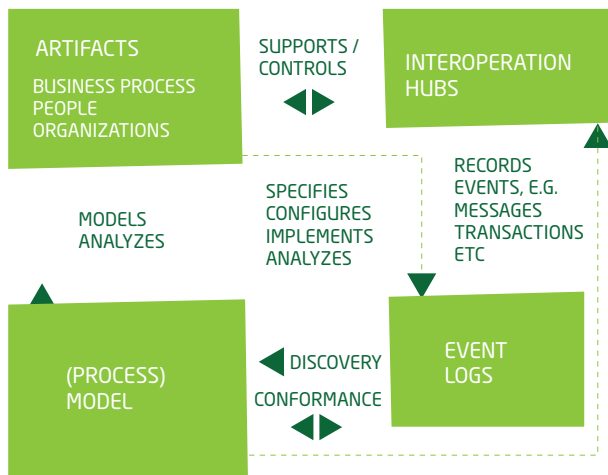 ARTIFACTS
BUSINESS PROCESS
PEOPLE
ORGANIZATIONS
SUPPORTS /
CONTROLS
INTEROPERATION
HUBS
MODELS
ANALYZES
SPECIFIES
CONFIGURES
IMPLEMENTS
ANALYZES
RECORDS
EVENTS, E.G.
MESSAGES
TRANSACTIONS
ETC
(PROCESS)
MODEL
DISCOVERY
CONFORMANCE
EVENT
LOGS